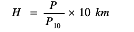 H = P / P₁₀ × 10 km